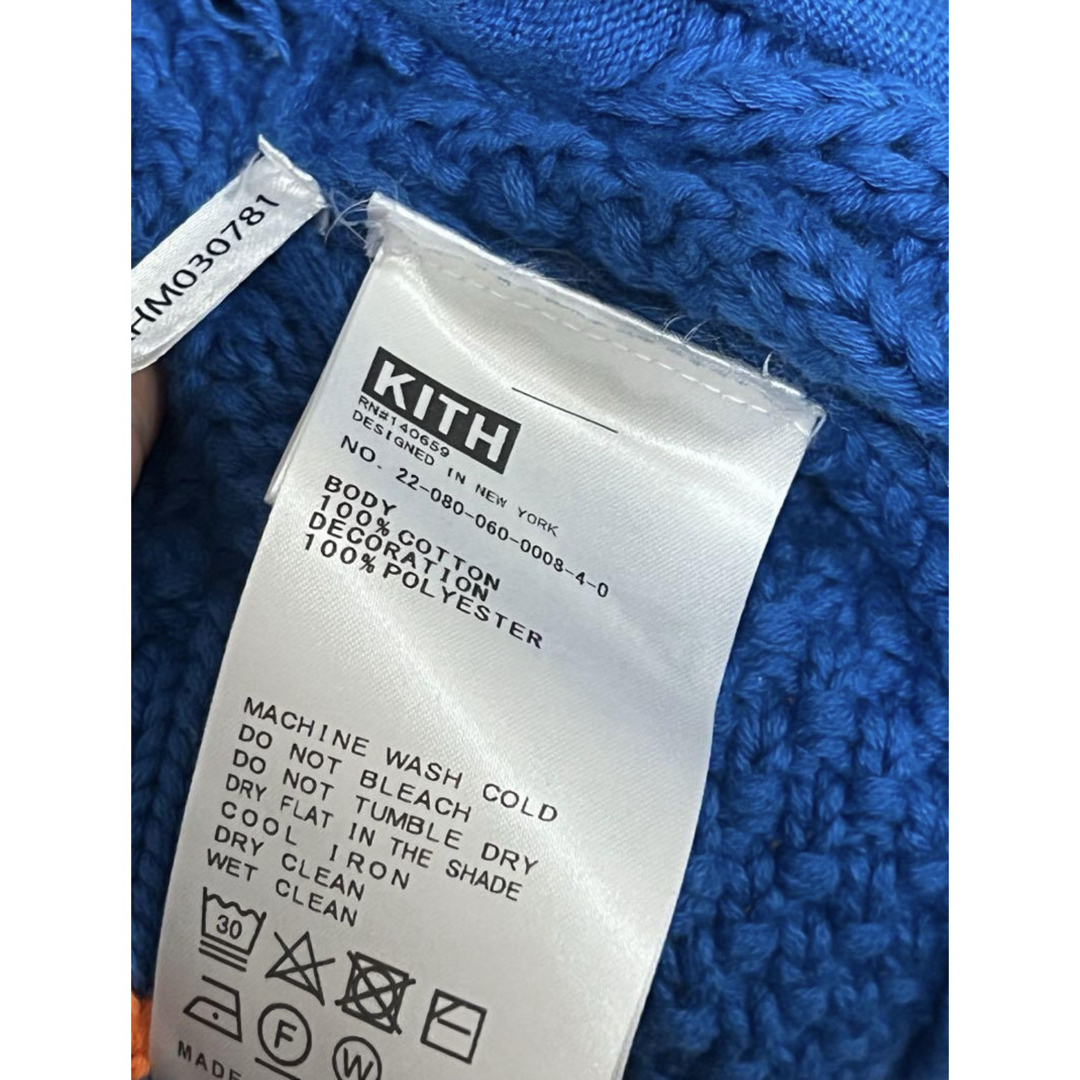 HM030781
KITH
RN#140659
DESIGNED IN NEW YORK
NO. 22-080-060-0008-4-0
BODY
100%COTTON
DECORATION
100%POLYESTER
MACHINE WASH COLD
DO NOT BLEACH
DO NOT TUMBLE DRY
DRY FLAT IN THE SHADE
COOL IRON
DRY CLEAN
WET CLEAN
30
F
W
MADE